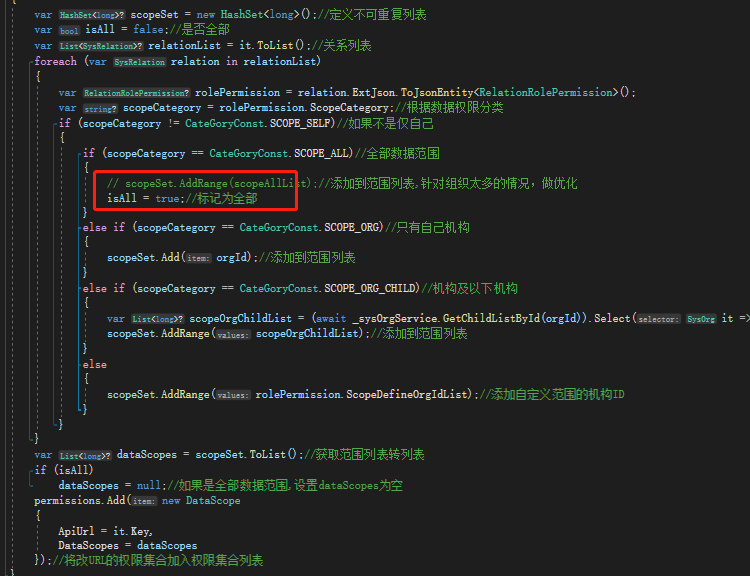 {
var HashSet<long>? scopeSet = new HashSet<long>();//定义不可重复列表
var bool isAll = false;//是否全部
var List<SysRelation>? relationList = it.ToList();//关系列表
foreach (var SysRelation relation in relationList)
{
var RelationRolePermission? rolePermission = relation.ExtJson.ToJsonEntity<RelationRolePermission>();
var string? scopeCategory = rolePermission.ScopeCategory;//根据数据权限分类
if (scopeCategory != CateGoryConst.SCOPE_SELF)//如果不是仅自己
{
if (scopeCategory == CateGoryConst.SCOPE_ALL)//全部数据范围
{
// scopeSet.AddRange(scopeAllList);//添加到范围列表,针对组织太多的情况，做优化
isAll = true;//标记为全部
}
else if (scopeCategory == CateGoryConst.SCOPE_ORG)//只有自己机构
{
scopeSet.Add(item: orgId);//添加到范围列表
}
else if (scopeCategory == CateGoryConst.SCOPE_ORG_CHILD)//机构及以下机构
{
var List<long>? scopeOrgChildList = (await _sysOrgService.GetChildListById(orgId)).Select(selector: SysOrg it =>
scopeSet.AddRange(values: scopeOrgChildList);//添加到范围列表
}
else
{
scopeSet.AddRange(values: rolePermission.ScopeDefineOrgIdList);//添加自定义范围的机构ID
}
}
}
var List<long>? dataScopes = scopeSet.ToList();//获取范围列表转列表
if (isAll)
dataScopes = null;//如果是全部数据范围,设置dataScopes为空
permissions.Add(item: new DataScope
{
ApiUrl = it.Key,
DataScopes = dataScopes
});//将改URL的权限集合加入权限集合列表
}